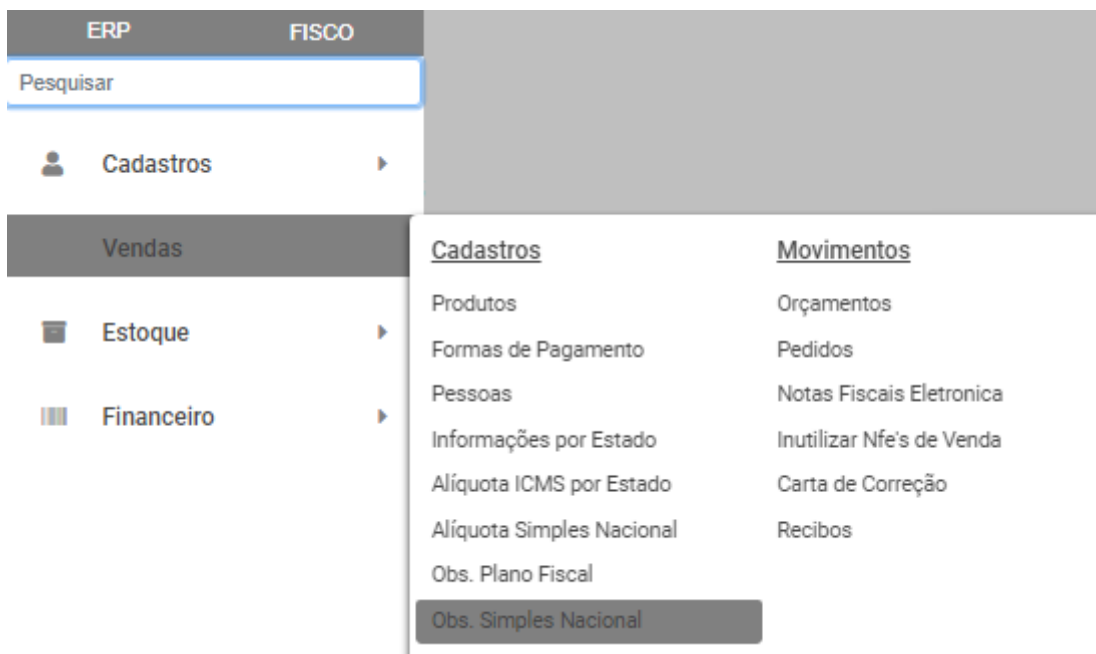 ERP FISCO
Pesquisar
Cadastros
Vendas
Estoque
Financeiro
Cadastros
Produtos
Formas de Pagamento
Pessoas
Informações por Estado
Alíquota ICMS por Estado
Alíquota Simples Nacional
Obs. Plano Fiscal
Obs. Simples Nacional
Movimentos
Orçamentos
Pedidos
Notas Fiscais Eletronica
Inutilizar Nfe's de Venda
Carta de Correção
Recibos